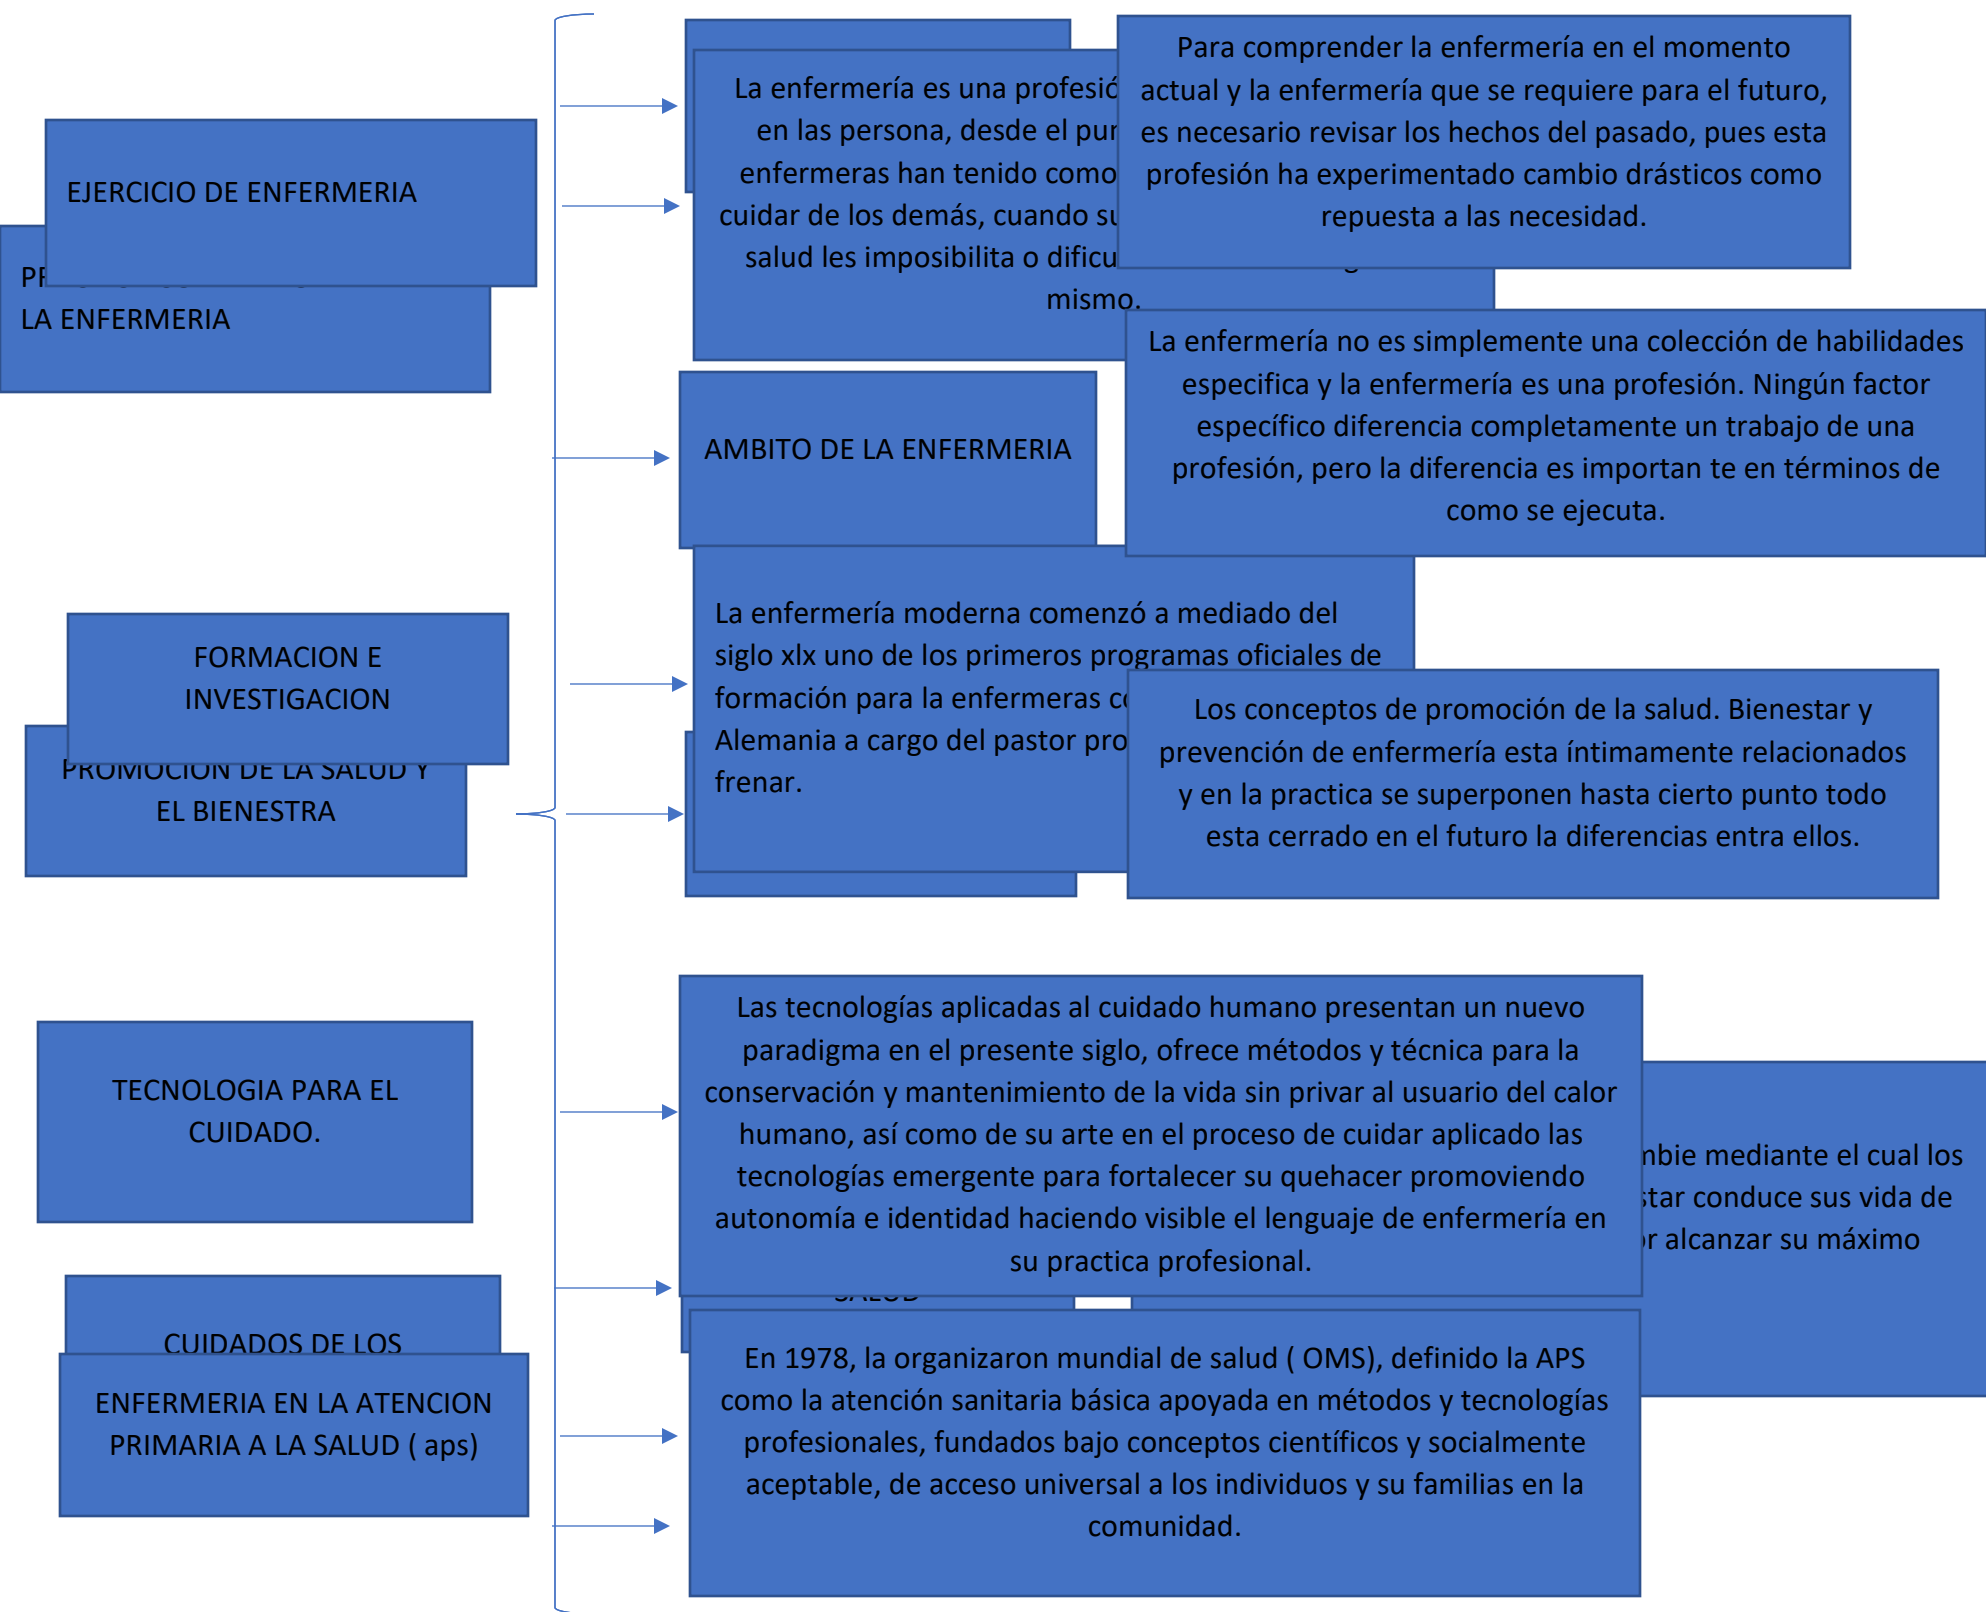 EJERCICIO DE ENFERMERIA
LA ENFERMERIA
FORMACION E
INVESTIGACION
PROMOCION DE LA SALUD Y
EL BIENESTRA
TECNOLOGIA PARA EL
CUIDADO.
CUIDADOS DE LOS
ENFERMERIA EN LA ATENCION
PRIMARIA A LA SALUD ( aps)
La enfermería es una
en las persona, desde el
enfermeras han tenido como
cuidar de los demás, cuando
salud les imposibilita o
mismo.
Para comprender la enfermería en el momento
actual y la enfermería que se requiere para el futuro,
es necesario revisar los hechos del pasado, pues esta
profesión ha experimentado cambio drásticos como
repuesta a las necesidad.
AMBITO DE LA ENFERMERIA
La enfermería no es simplemente una colección de habilidades
especifica y la enfermería es una profesión. Ningún factor
específico diferencia completamente un trabajo de una
profesión, pero la diferencia es importan te en términos de
como se ejecuta.
La enfermería moderna comenzó a mediado del
siglo xlx uno de los primeros programas oficiales de
formación para la enfermeras
Alemania a cargo del pastor
frenar.
Los conceptos de promoción de la salud. Bienestar y
prevención de enfermería esta íntimamente relacionados
y en la practica se superponen hasta cierto punto todo
esta cerrado en el futuro la diferencias entra ellos.
Las tecnologías aplicadas al cuidado humano presentan un nuevo
paradigma en el presente siglo, ofrece métodos y técnica para la
conservación y mantenimiento de la vida sin privar al usuario del calor
humano, así como de su arte en el proceso de cuidar aplicado las
tecnologías emergente para fortalecer su quehacer promoviendo
autonomía e identidad haciendo visible el lenguaje de enfermería en
su practica profesional.
mediante el cual los
conduce sus vida de
alcanzar su máximo
SALUD
En 1978, la organizaron mundial de salud ( OMS), definido la APS
como la atención sanitaria básica apoyada en métodos y tecnologías
profesionales, fundados bajo conceptos científicos y socialmente
aceptable, de acceso universal a los individuos y su familias en la
comunidad.